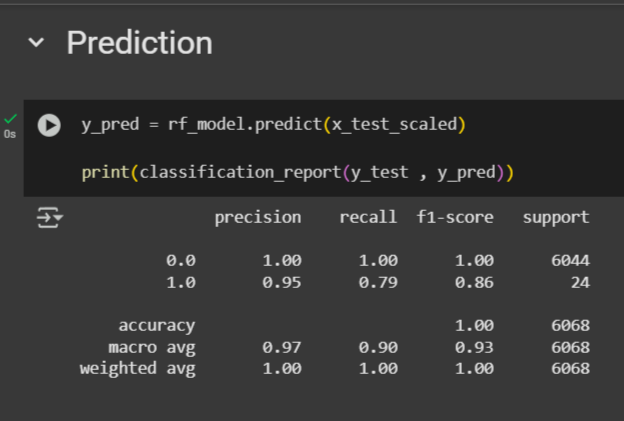 Prediction
0s
y_pred = rf_model.predict(x_test_scaled)
print(classification_report(y_test , y_pred))
precision recall f1-score support
0.0 1.00 1.00 1.00 6044
1.0 0.95 0.79 0.86 24
accuracy 1.00 6068
macro avg 0.97 0.90 0.93 6068
weighted avg 1.00 1.00 1.00 6068